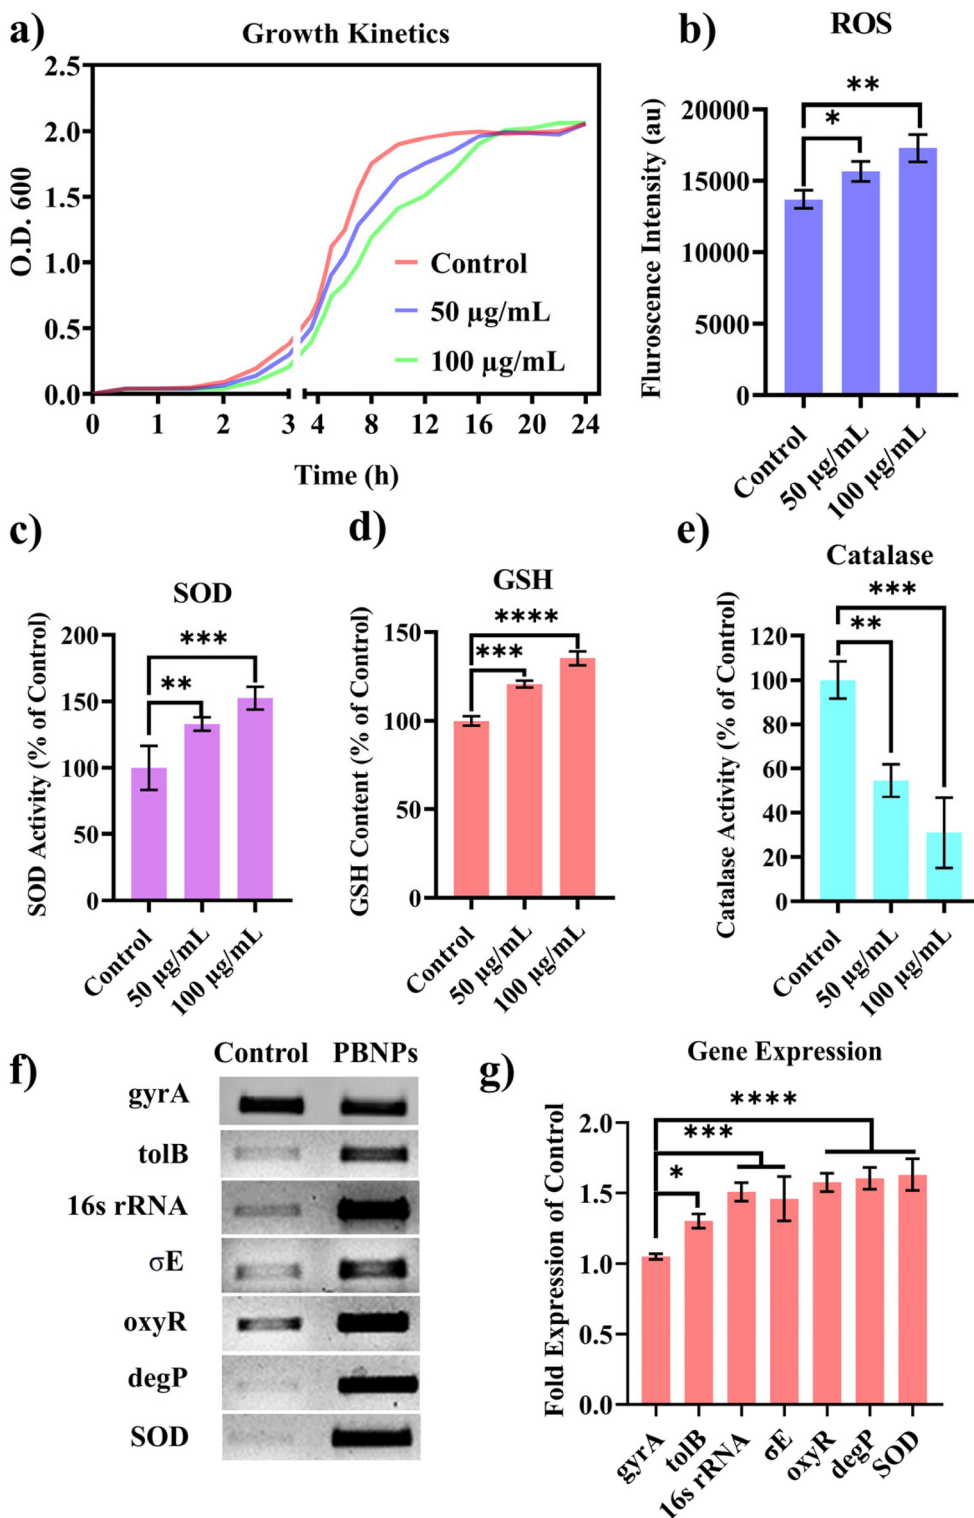 a)
Growth Kinetics
O.D. 600
2.5
2.0
1.5
1.0
0.5
0.0
Control
50 μg/mL
100 μg/mL
0 1 2 3 4 8 12 16 20 24
Time (h)
b)
ROS
** 
*
Fluroscence Intensity (au)
20000
15000
10000
5000
0
Control
50 μg/mL
100 μg/mL
c)
SOD
***
**
SOD Activity (% of Control)
200
150
100
50
0
Control
50 μg/mL
100 μg/mL
d)
GSH
****
***
GSH Content (% of Control)
150
100
50
0
Control
50 μg/mL
100 μg/mL
e)
Catalase
***
**
Catalase Activity (% of Control)
120
100
80
60
40
20
0
Control
50 μg/mL
100 μg/mL
f)
Control PBNPs
gyrA
tolB
16s rRNA
σE
oxyR
degP
SOD
g)
Gene Expression
****
***
*
Fold Expression of Control
2.0
1.5
1.0
0.5
0.0
gyrA
tolB
16s rRNA
σE
oxyR
degP
SOD